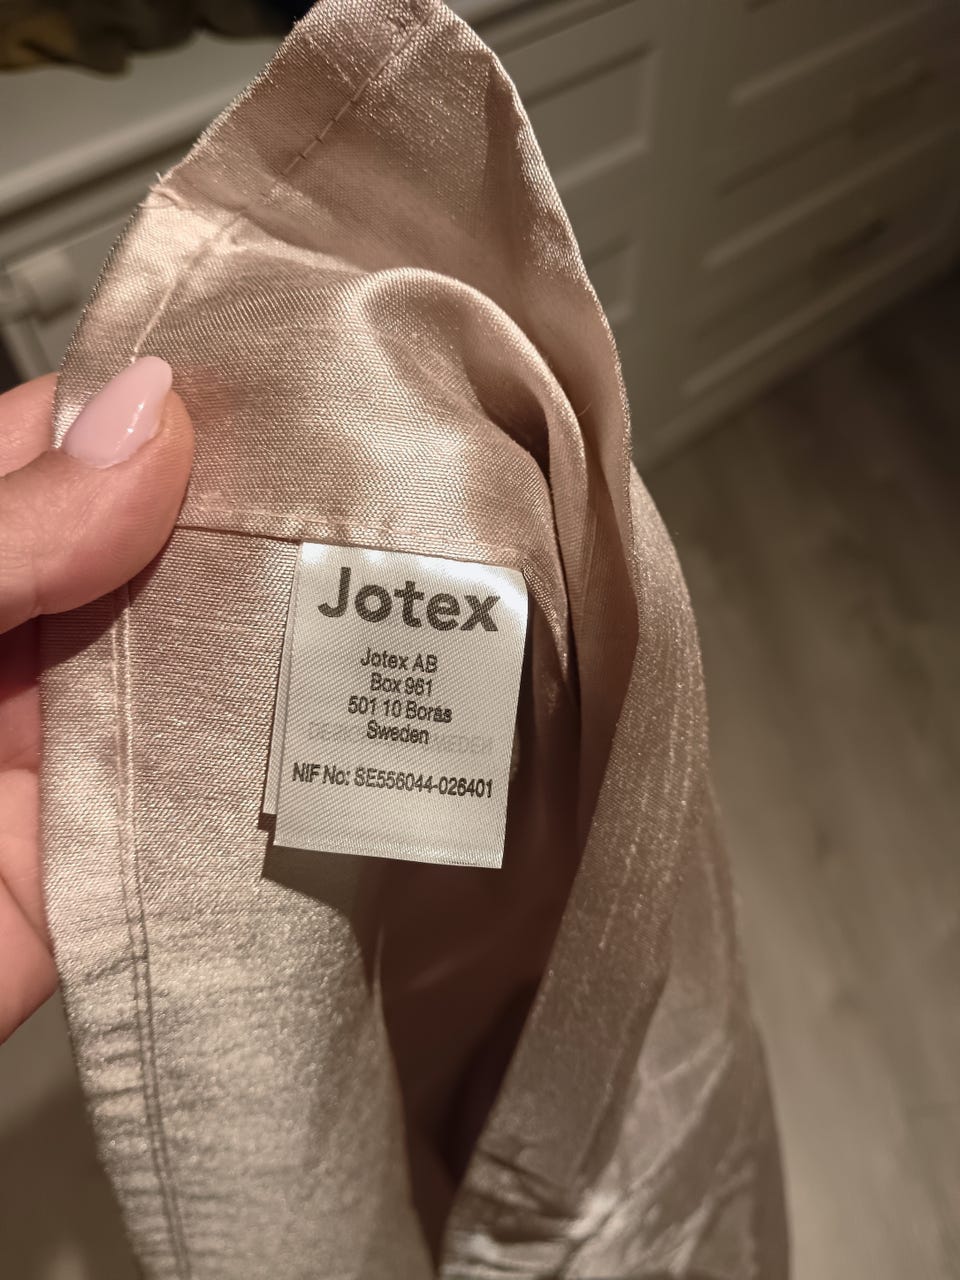 Jotex
Jotex AB
Box 961
501 10 Borås
Sweden
NIF No: SE556044-026401